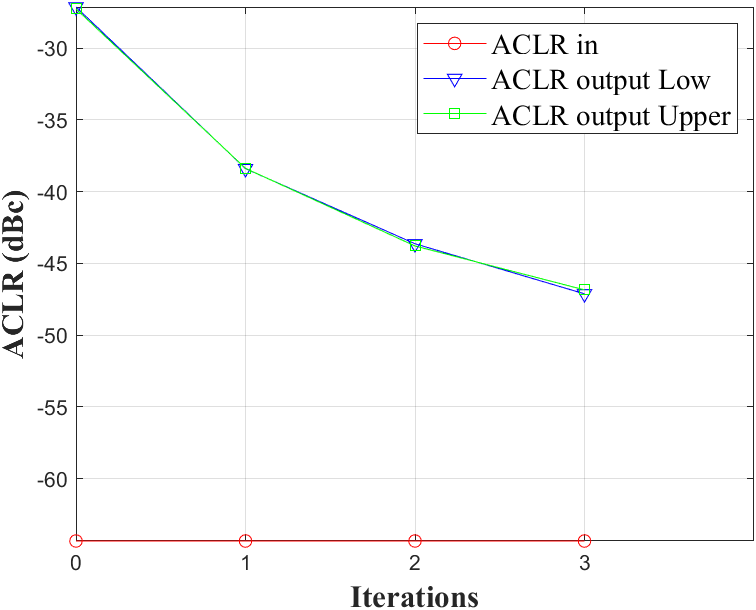 ACLR in
ACLR output Low
ACLR output Upper
-30
-35
-40
-45
-50
-55
-60
ACLR (dBc)
0 1 2 3
Iterations